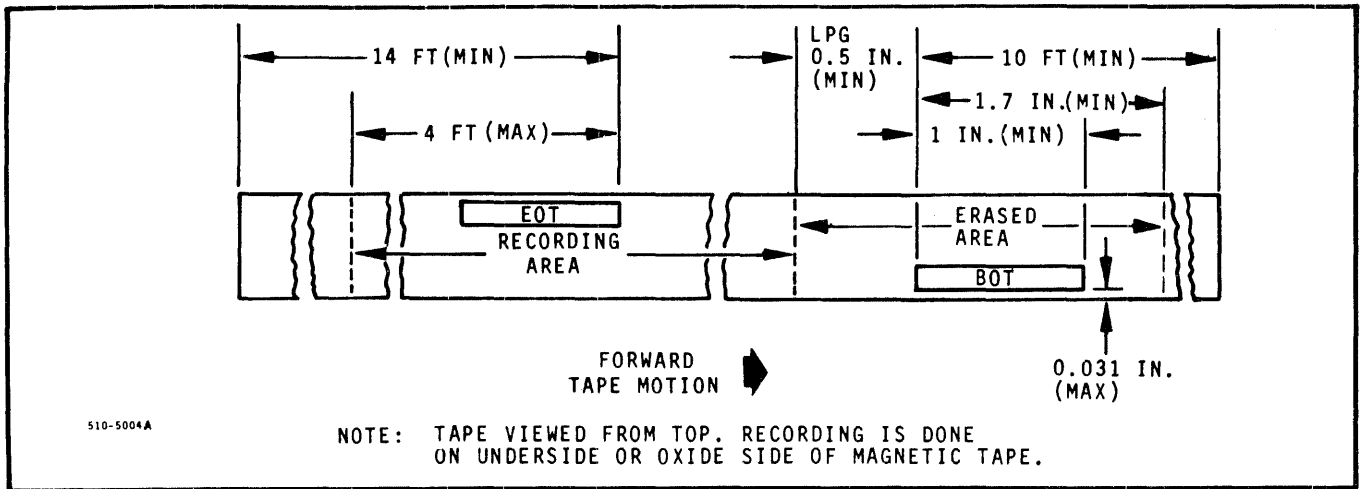 14 FT(MIN)
LPG
0.5 IN.
(MIN)
10 FT(MIN)
1.7 IN.(MIN)
4 FT(MAX)
1 IN.(MIN)
EOT
RECORDING
AREA
ERASED
AREA
BOT
FORWARD
TAPE MOTION
0.031 IN.
(MAX)
510-5004A
NOTE: TAPE VIEWED FROM TOP. RECORDING IS DONE
ON UNDERSIDE OR OXIDE SIDE OF MAGNETIC TAPE.